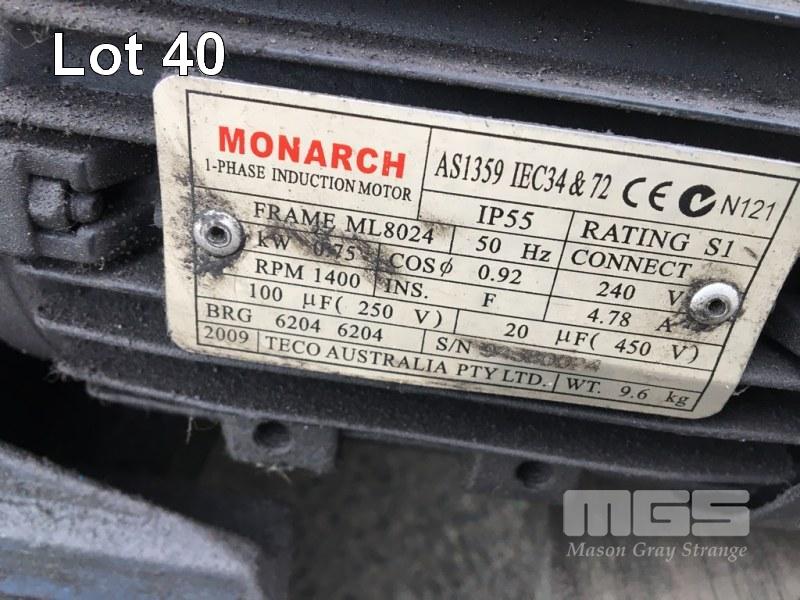 Lot 40
MONARCH
1-PHASE INDUCTION MOTOR
AS1359 IEC34 & 72 CE N121
FRAME ML8024 IP55 RATING S1
kW 0.75 50 Hz CONNECT
RPM 1400 COSϕ 0.92 240 V
INS. F 4.78 A
100 µF( 250 V) 20 µF( 450 V)
BRG 6204 6204 S/N
2009 TECO AUSTRALIA PTY LTD. WT. 9.6 kg
MGS
Mason Gray Strange